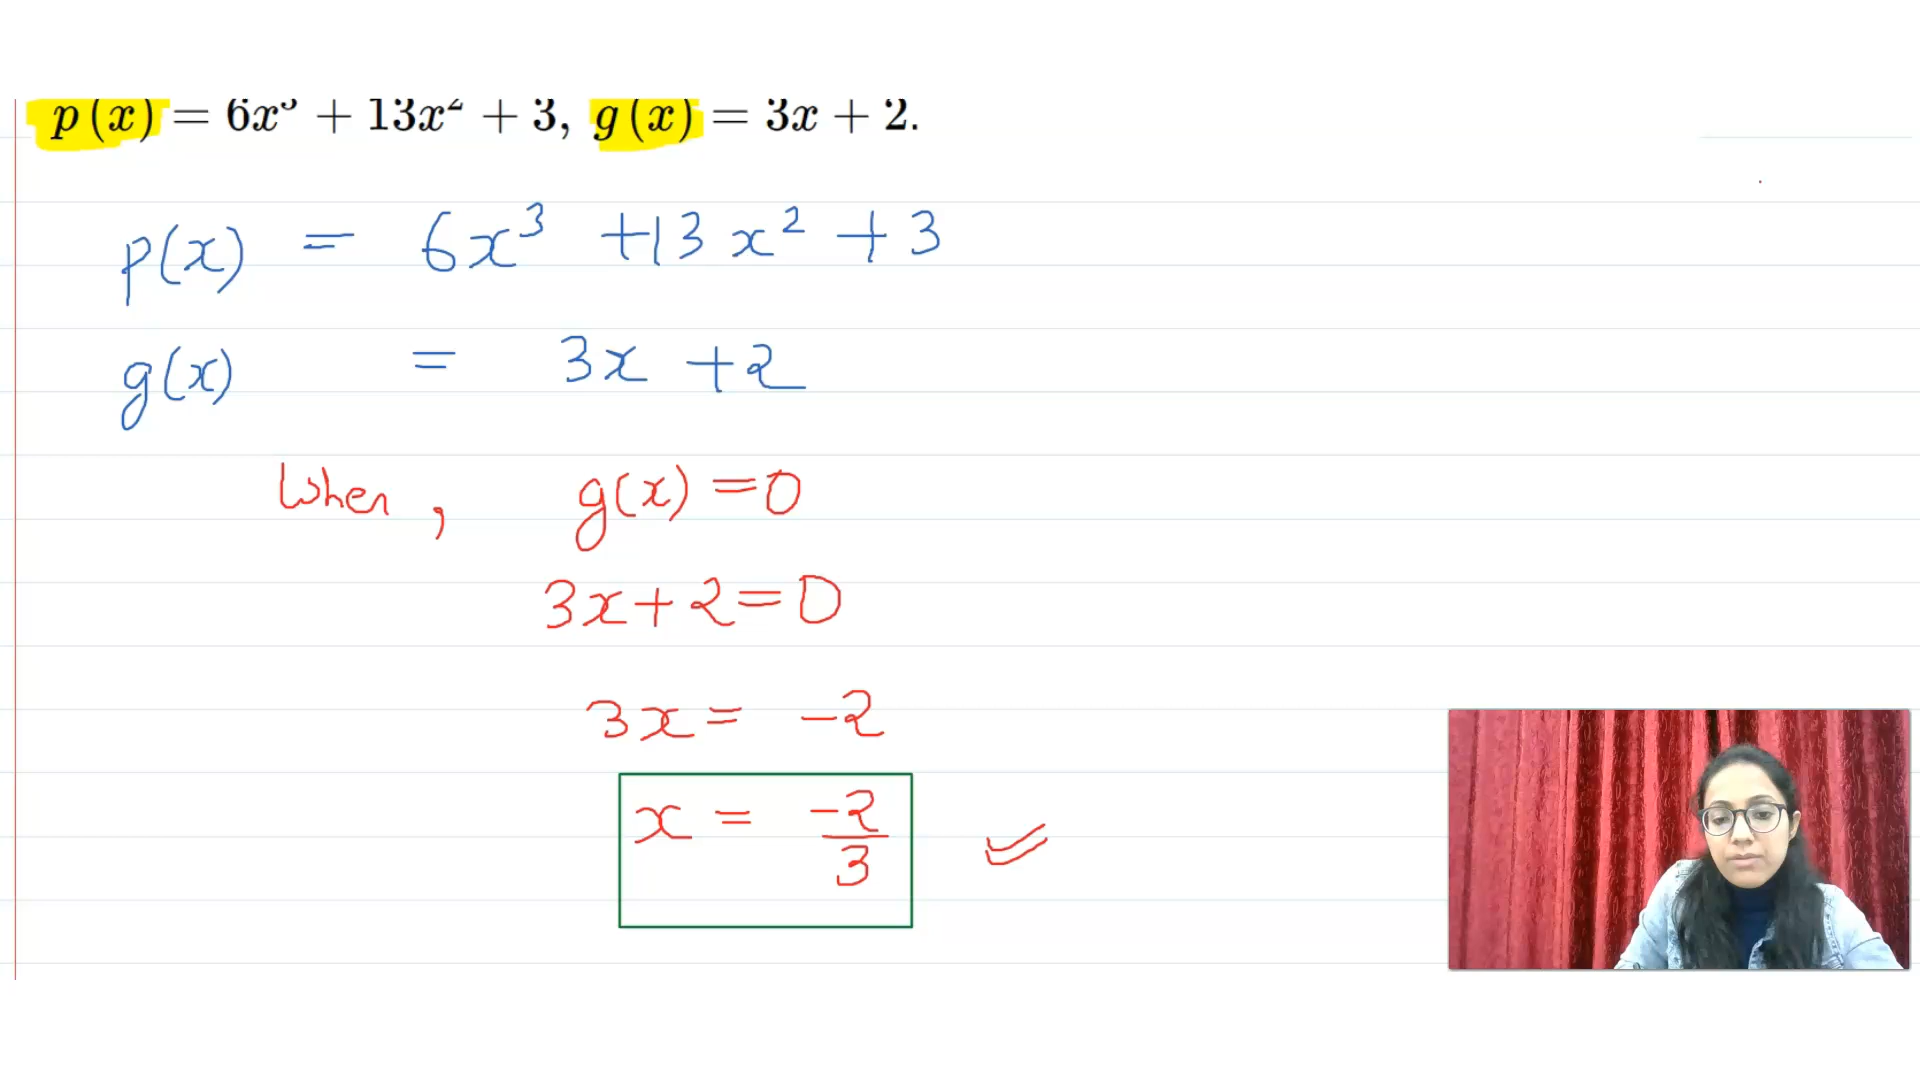 p(x) = 6x³ + 13x² + 3, g(x) = 3x + 2.
p(x) = 6x³ +13x² +3
g(x) = 3x +2
When, g(x)=0
3x+2=0
3x= -2
x = -2/3